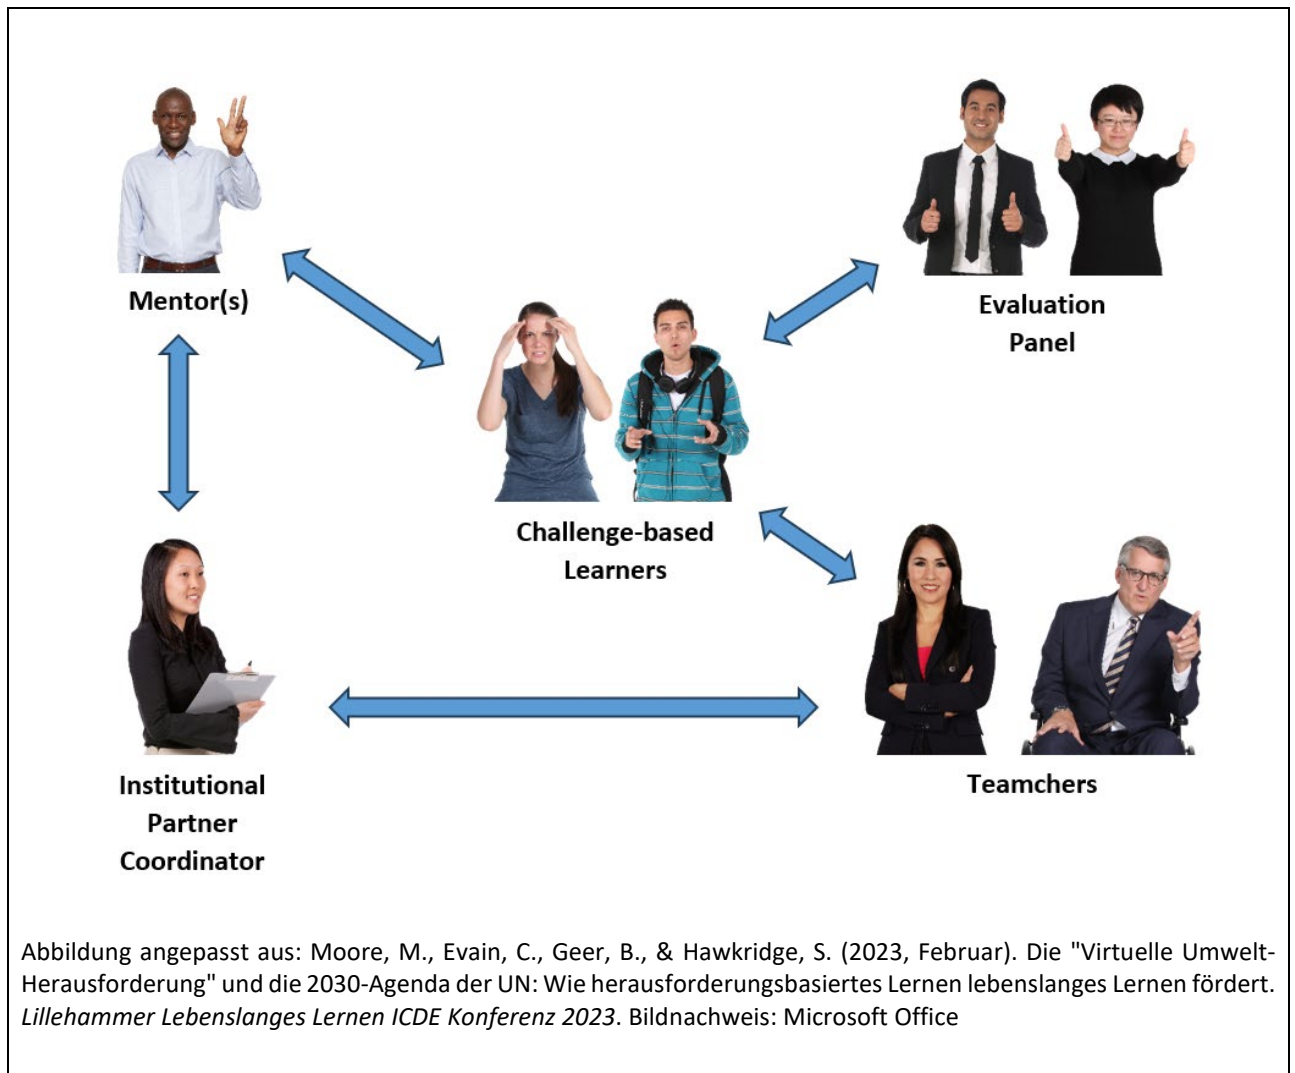 Mentor(s)
Evaluation
Panel
Challenge-based
Learners
Institutional
Partner
Coordinator
Teamchers
Abbildung angepasst aus: Moore, M., Evain, C., Geer, B., & Hawkridge, S. (2023, Februar). Die "Virtuelle Umwelt-
Herausforderung" und die 2030-Agenda der UN: Wie herausforderungsbasiertes Lernen lebenslanges Lernen fördert.
Lillehammer Lebenslanges Lernen ICDE Konferenz 2023. Bildnachweis: Microsoft Office